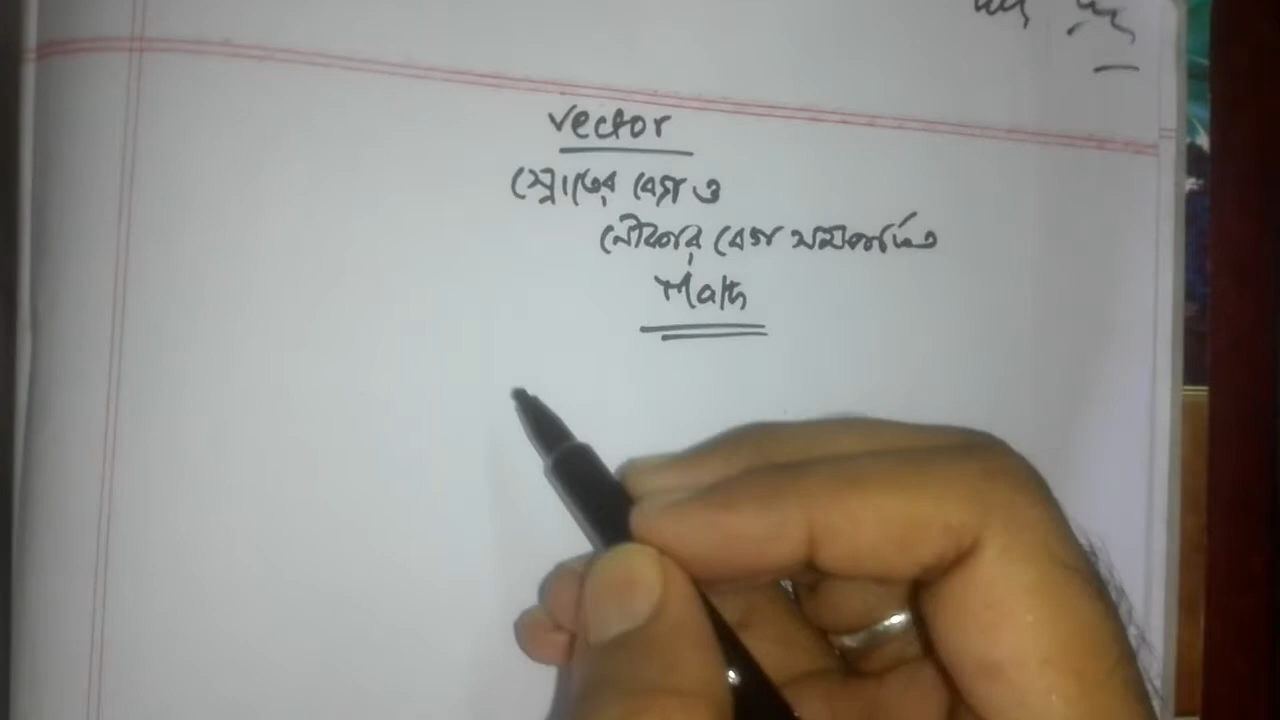 Vector
স্রোতের বেগ ও
নৌকার বেগ সম্পর্কিত
Math